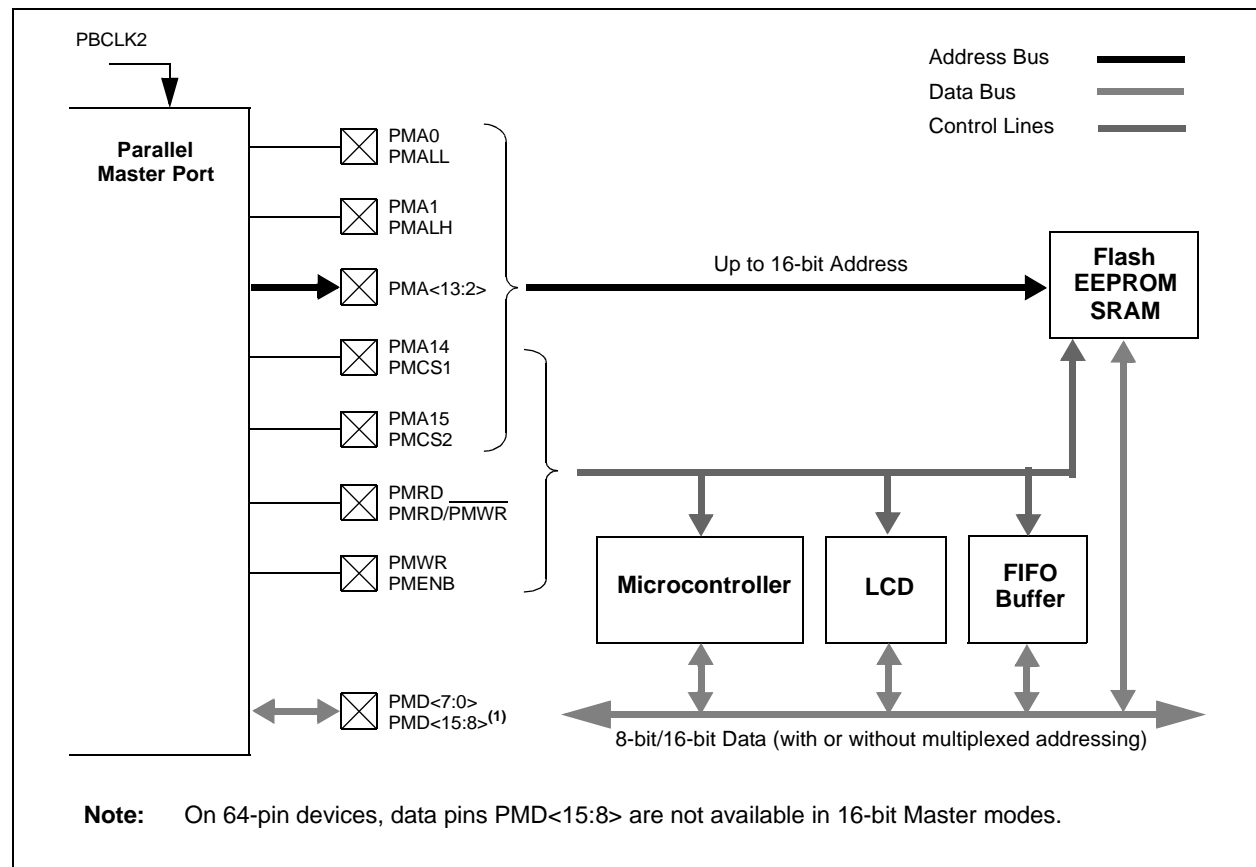 PBCLK2
Address Bus
Data Bus
Control Lines
Parallel
Master Port
PMA0
PMALL
PMA1
PMALH
PMA<13:2>
PMA14
PMCS1
PMA15
PMCS2
PMRD
PMRD/PMWR
PMWR
PMENB
PMD<7:0>
PMD<15:8>(1)
Up to 16-bit Address
Flash
EEPROM
SRAM
Microcontroller
LCD
FIFO
Buffer
8-bit/16-bit Data (with or without multiplexed addressing)
Note: On 64-pin devices, data pins PMD<15:8> are not available in 16-bit Master modes.